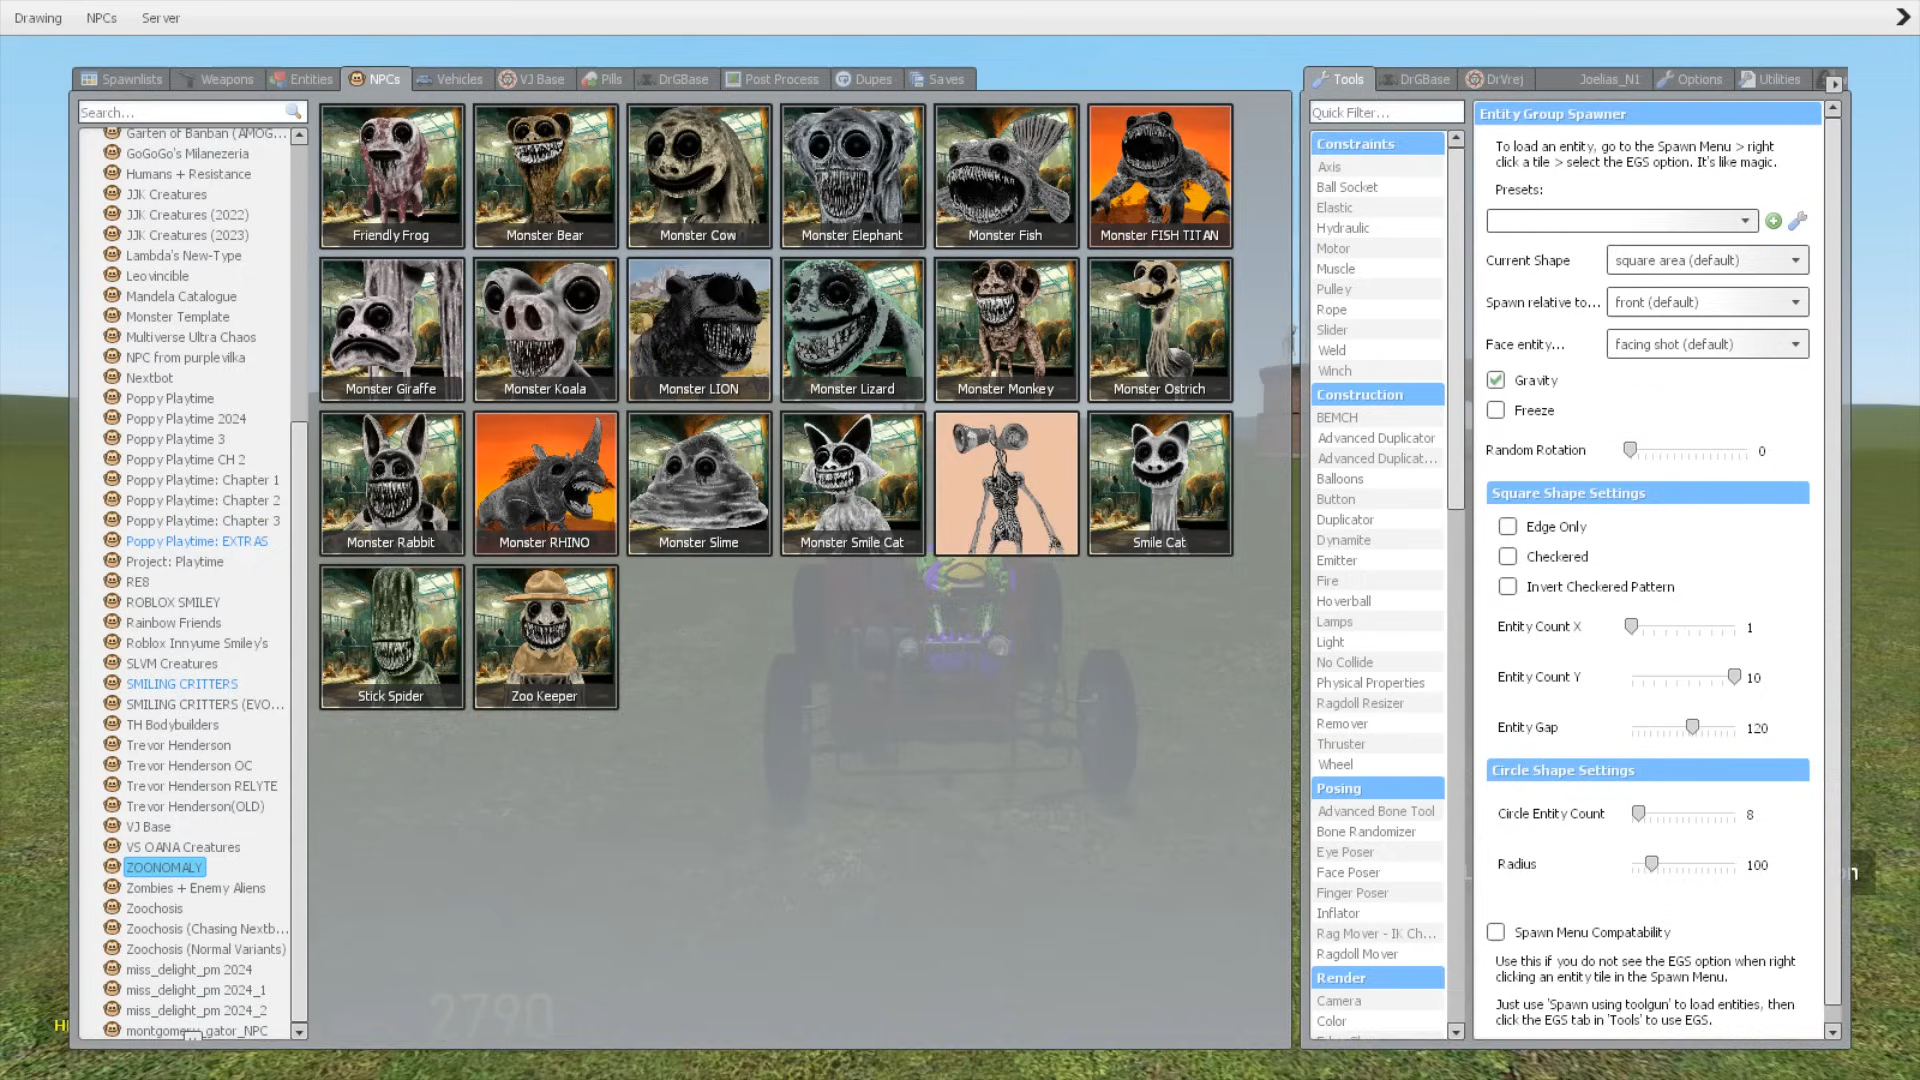 Drawing NPCs Server
Spawnlists Weapons Entities NPCs Vehicles VJ Base Pills DrGBase Post Process Dupes Saves
Search...
Garten of Banban (AMOG...
GoGoGo's Milanezeria
Humans + Resistance
JJK Creatures
JJK Creatures (2022)
JJK Creatures (2023)
Lambda's New-Type
Leovincible
Mandela Catalogue
Monster Template
Multiverse Ultra Chaos
NPC from purplevilka
Nextbot
Poppy Playtime
Poppy Playtime 2024
Poppy Playtime 3
Poppy Playtime CH 2
Poppy Playtime: Chapter 1
Poppy Playtime: Chapter 2
Poppy Playtime: Chapter 3
Poppy Playtime: EXTRAS
Project: Playtime
RE8
ROBLOX SMILEY
Rainbow Friends
Roblox Innyume Smiley's
SLVM Creatures
SMILING CRITTERS
SMILING CRITTERS (EVO...
TH Bodybuilders
Trevor Henderson
Trevor Henderson OC
Trevor Henderson RELYTE
Trevor Henderson(OLD)
VJ Base
VS OANA Creatures
ZOONOMALY
Zombies + Enemy Aliens
Zoochosis
Zoochosis (Chasing Nextb...
Zoochosis (Normal Variants)
miss_delight_pm 2024
miss_delight_pm 2024_1
miss_delight_pm 2024_2
montgomery_gator_NPC
Friendly Frog Monster Bear Monster Cow Monster Elephant Monster Fish Monster FISH TITAN
Monster Giraffe Monster Koala Monster LION Monster Lizard Monster Monkey Monster Ostrich
Monster Rabbit Monster RHINO Monster Slime Monster Smile Cat Smile Cat
Stick Spider Zoo Keeper
2790
Tools DrGBase DrVrej Joelias_N1 Options Utilities
Quick Filter...
Constraints
Axis
Ball Socket
Elastic
Hydraulic
Motor
Muscle
Pulley
Rope
Slider
Weld
Winch
Construction
BEMCH
Advanced Duplicator
Advanced Duplicat...
Balloons
Button
Duplicator
Dynamite
Emitter
Fire
Hoverball
Lamps
Light
No Collide
Physical Properties
Ragdoll Resizer
Remover
Thruster
Wheel
Posing
Advanced Bone Tool
Bone Randomizer
Eye Poser
Face Poser
Finger Poser
Inflator
Rag Mover - IK Ch...
Ragdoll Mover
Render
Camera
Color
Entity Group Spawner
To load an entity, go to the Spawn Menu > right
click a tile > select the EGS option. It's like magic.
Presets:
Current Shape square area (default)
Spawn relative to... front (default)
Face entity... facing shot (default)
Gravity
Freeze
Random Rotation 0
Square Shape Settings
Edge Only
Checkered
Invert Checkered Pattern
Entity Count X 1
Entity Count Y 10
Entity Gap 120
Circle Shape Settings
Circle Entity Count 8
Radius 100
Spawn Menu Compatability
Use this if you do not see the EGS option when right
clicking an entity tile in the Spawn Menu.
Just use 'Spawn using toolgun' to load entities, then
click the EGS tab in 'Tools' to use EGS.